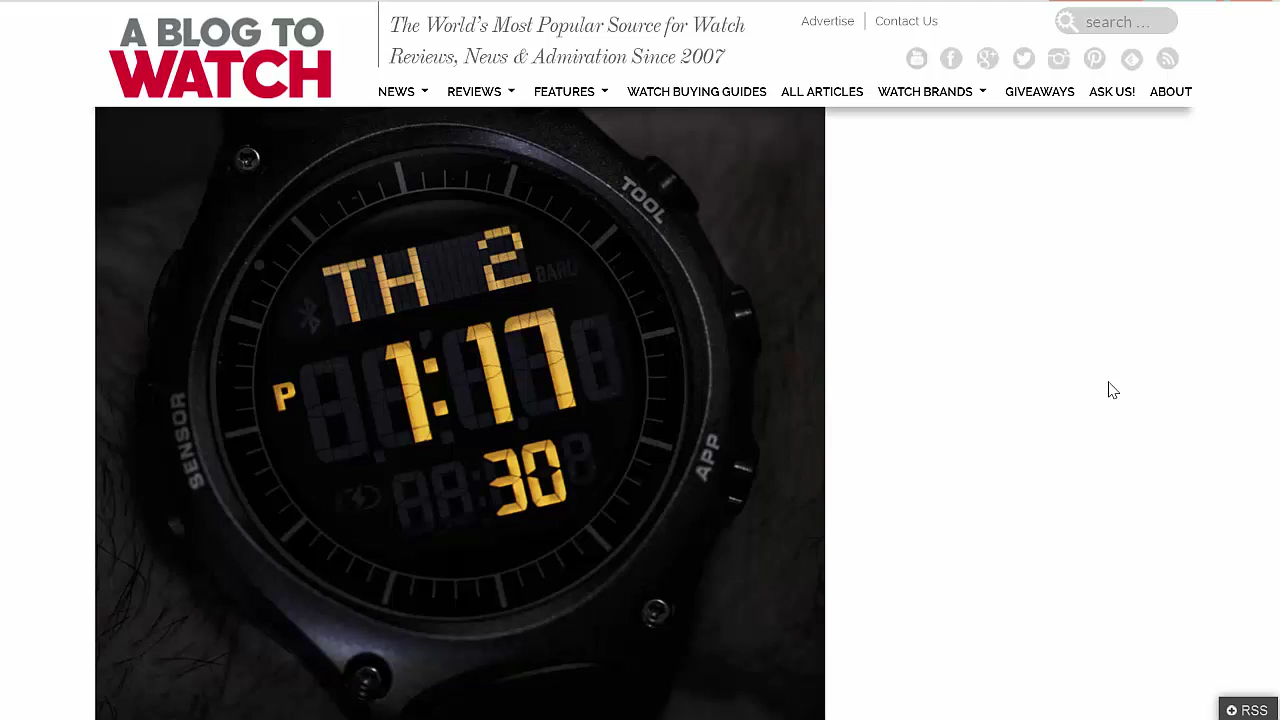 A BLOG TO
WATCH
The World's Most Popular Source for Watch
Reviews, News & Admiration Since 2007
Advertise
Contact Us
search ...
NEWS
REVIEWS
FEATURES
WATCH BUYING GUIDES
ALL ARTICLES
WATCH BRANDS
GIVEAWAYS
ASK US!
ABOUT
TOOL
TH 2
BARO
P 1:17
30
SENSOR
APP
RSS